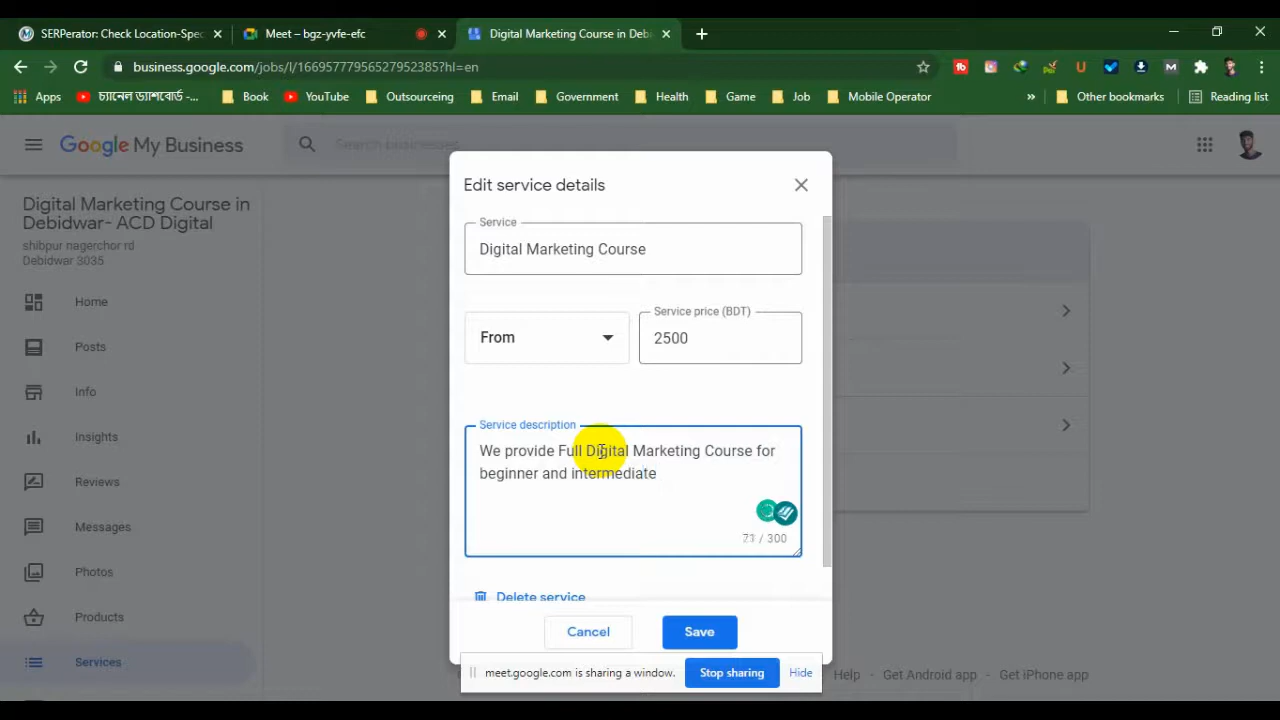 SERPerator: Check Location-Spec
Meet – bgz-yvfe-efc
Digital Marketing Course in Debi
business.google.com/jobs/l/16695777956527952385?hl=en
Apps
চ্যানেল ড্যাশবোর্ড -...
Book
YouTube
Outsourceing
Email
Government
Health
Game
Job
Mobile Operator
»
Other bookmarks
Reading list
Google My Business
Search businesses
Digital Marketing Course in
Debidwar- ACD Digital
shibpur nagerchor rd
Debidwar 3035
Home
Posts
Info
Insights
Reviews
Messages
Photos
Products
Services
Edit service details
Service
Digital Marketing Course
From
Service price (BDT)
2500
Service description
We provide Full Digital Marketing Course for
beginner and intermediate
71 / 300
Delete service
Cancel
Save
meet.google.com is sharing a window.
Stop sharing
Hide
Help
Get Android app
Get iPhone app